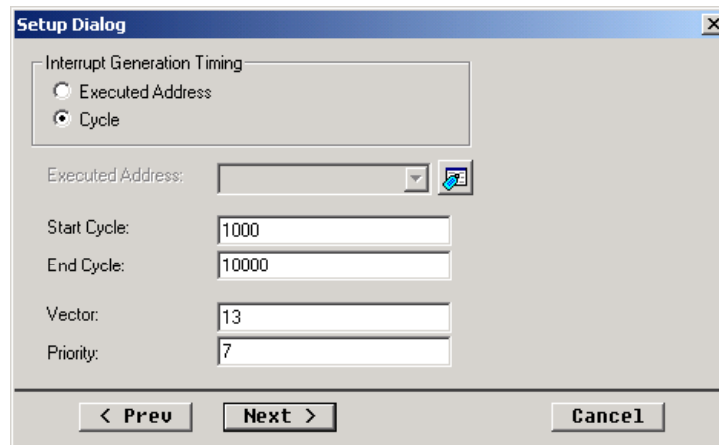 Setup Dialog
Interrupt Generation Timing
Executed Address
Cycle
Executed Address:
Start Cycle: 1000
End Cycle: 10000
Vector: 13
Priority: 7
< Prev Next > Cancel